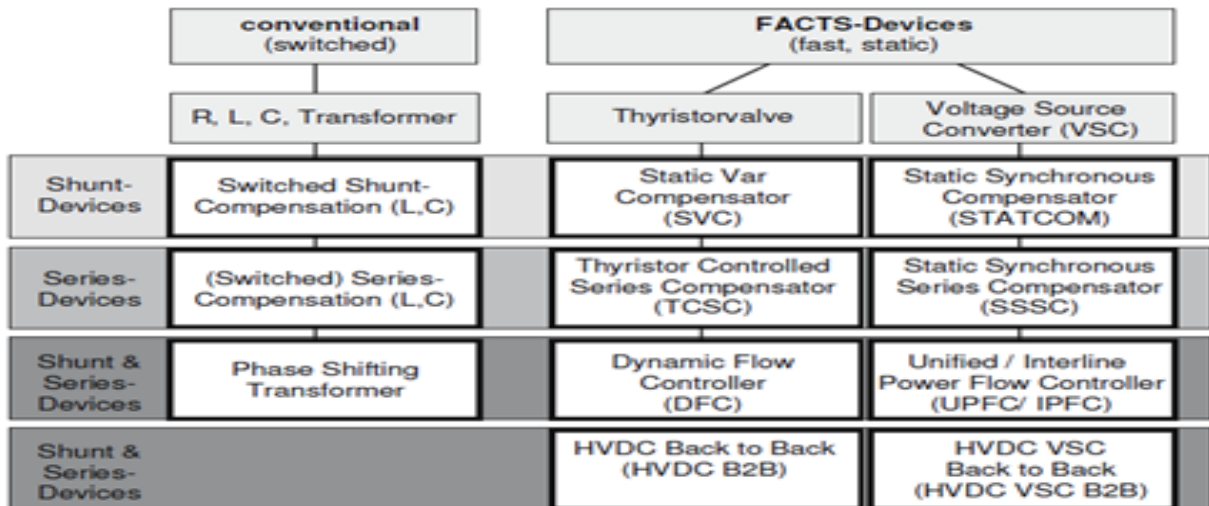 conventional
(switched)
FACTS-Devices
(fast, static)
R, L, C, Transformer
Thyristorvalve
Voltage Source
Converter (VSC)
Shunt-
Devices
Switched Shunt-
Compensation (L,C)
Static Var
Compensator
(SVC)
Static Synchronous
Compensator
(STATCOM)
Series-
Devices
(Switched) Series-
Compensation (L,C)
Thyristor Controlled
Series Compensator
(TCSC)
Static Synchronous
Series Compensator
(SSSC)
Shunt &
Series-
Devices
Phase Shifting
Transformer
Dynamic Flow
Controller
(DFC)
Unified / Interline
Power Flow Controller
(UPFC/ IPFC)
Shunt &
Series-
Devices
HVDC Back to Back
(HVDC B2B)
HVDC VSC
Back to Back
(HVDC VSC B2B)